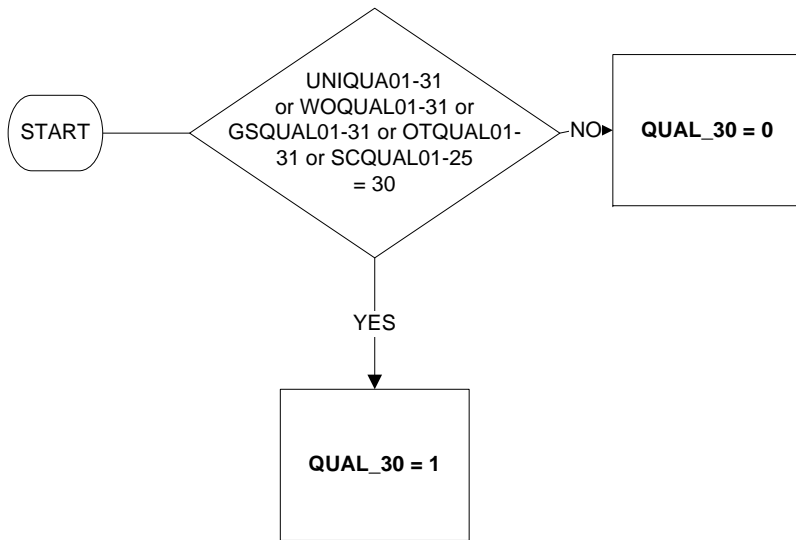 UNIQUA01-31
or WOQUAL01-31 or
GSQUAL01-31 or OTQUAL01-
31 or SCQUAL01-25
= 30
START
NO
QUAL_30 = 0
YES
QUAL_30 = 1